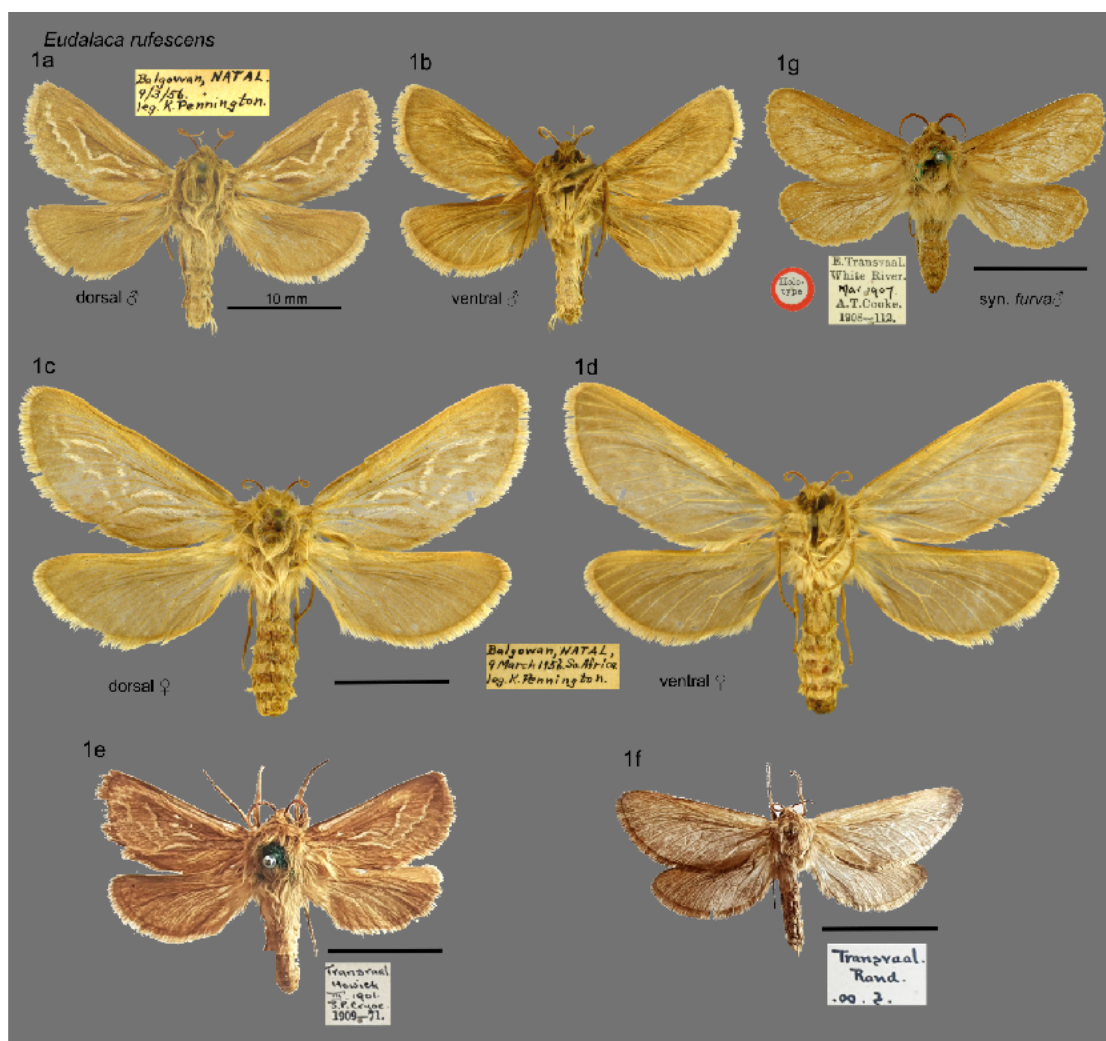 Eudalaca rufescens
1a
Balgowan, NATAL.
9/3/56.
leg. K. Pennington.
dorsal ♂
10 mm
1b
ventral ♂
1g
Holo-
type
E. Transvaal.
White River.
Mar. 1907.
A.T. Cooke.
1908—112.
syn. furva♂
1c
dorsal ♀
1d
Balgowan, NATAL,
9 March 1956. So. Africa
leg. K. Pennington.
ventral ♀
1e
Transvaal
Howick
III. 1901.
1909—71.
1f
Transvaal.
Rand.